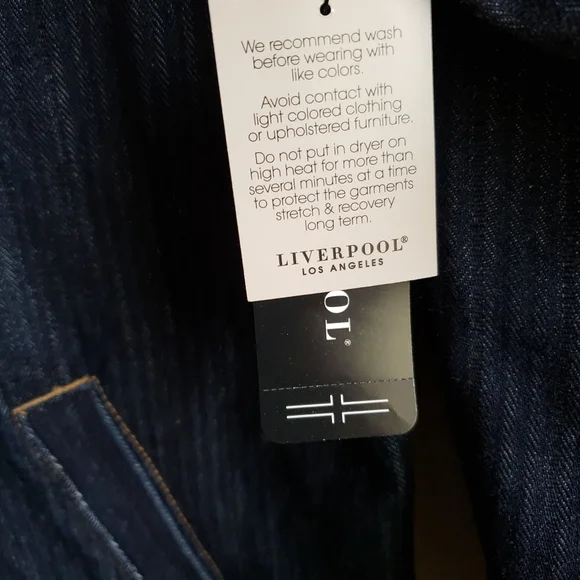 We recommend wash
before wearing with
like colors.
Avoid contact with
light colored clothing
or upholstered furniture.
Do not put in dryer on
high heat for more than
several minutes at a time
to protect the garments
stretch & recovery
long term.
LIVERPOOL®
LOS ANGELES
OL®